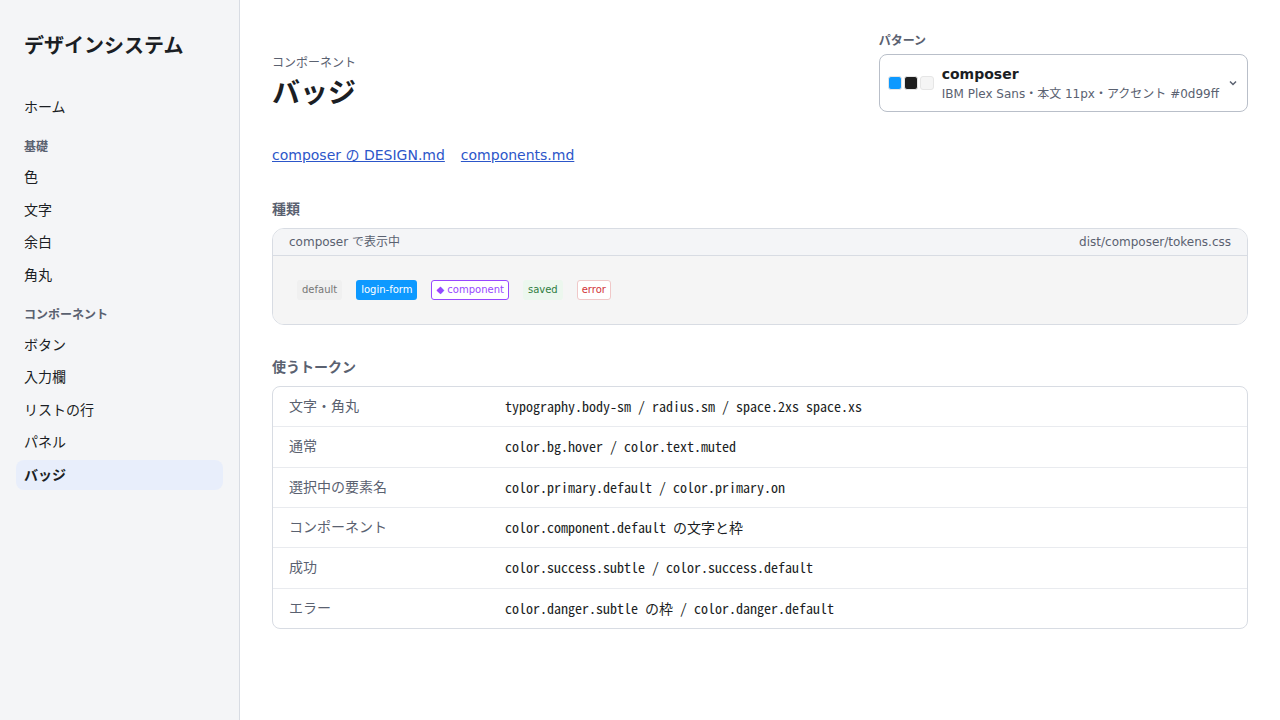 デザインシステム
ホーム
基礎
色
文字
余白
角丸
コンポーネント
ボタン
入力欄
リストの行
パネル
バッジ
コンポーネント
バッジ
パターン
composer
IBM Plex Sans・本文 11px・アクセント #0d99ff
composer の DESIGN.md components.md
種類
composer で表示中 dist/composer/tokens.css
default login-form ◆ component saved error
使うトークン
文字・角丸 typography.body-sm / radius.sm / space.2xs space.xs
通常 color.bg.hover / color.text.muted
選択中の要素名 color.primary.default / color.primary.on
コンポーネント color.component.default の文字と枠
成功 color.success.subtle / color.success.default
エラー color.danger.subtle の枠 / color.danger.default